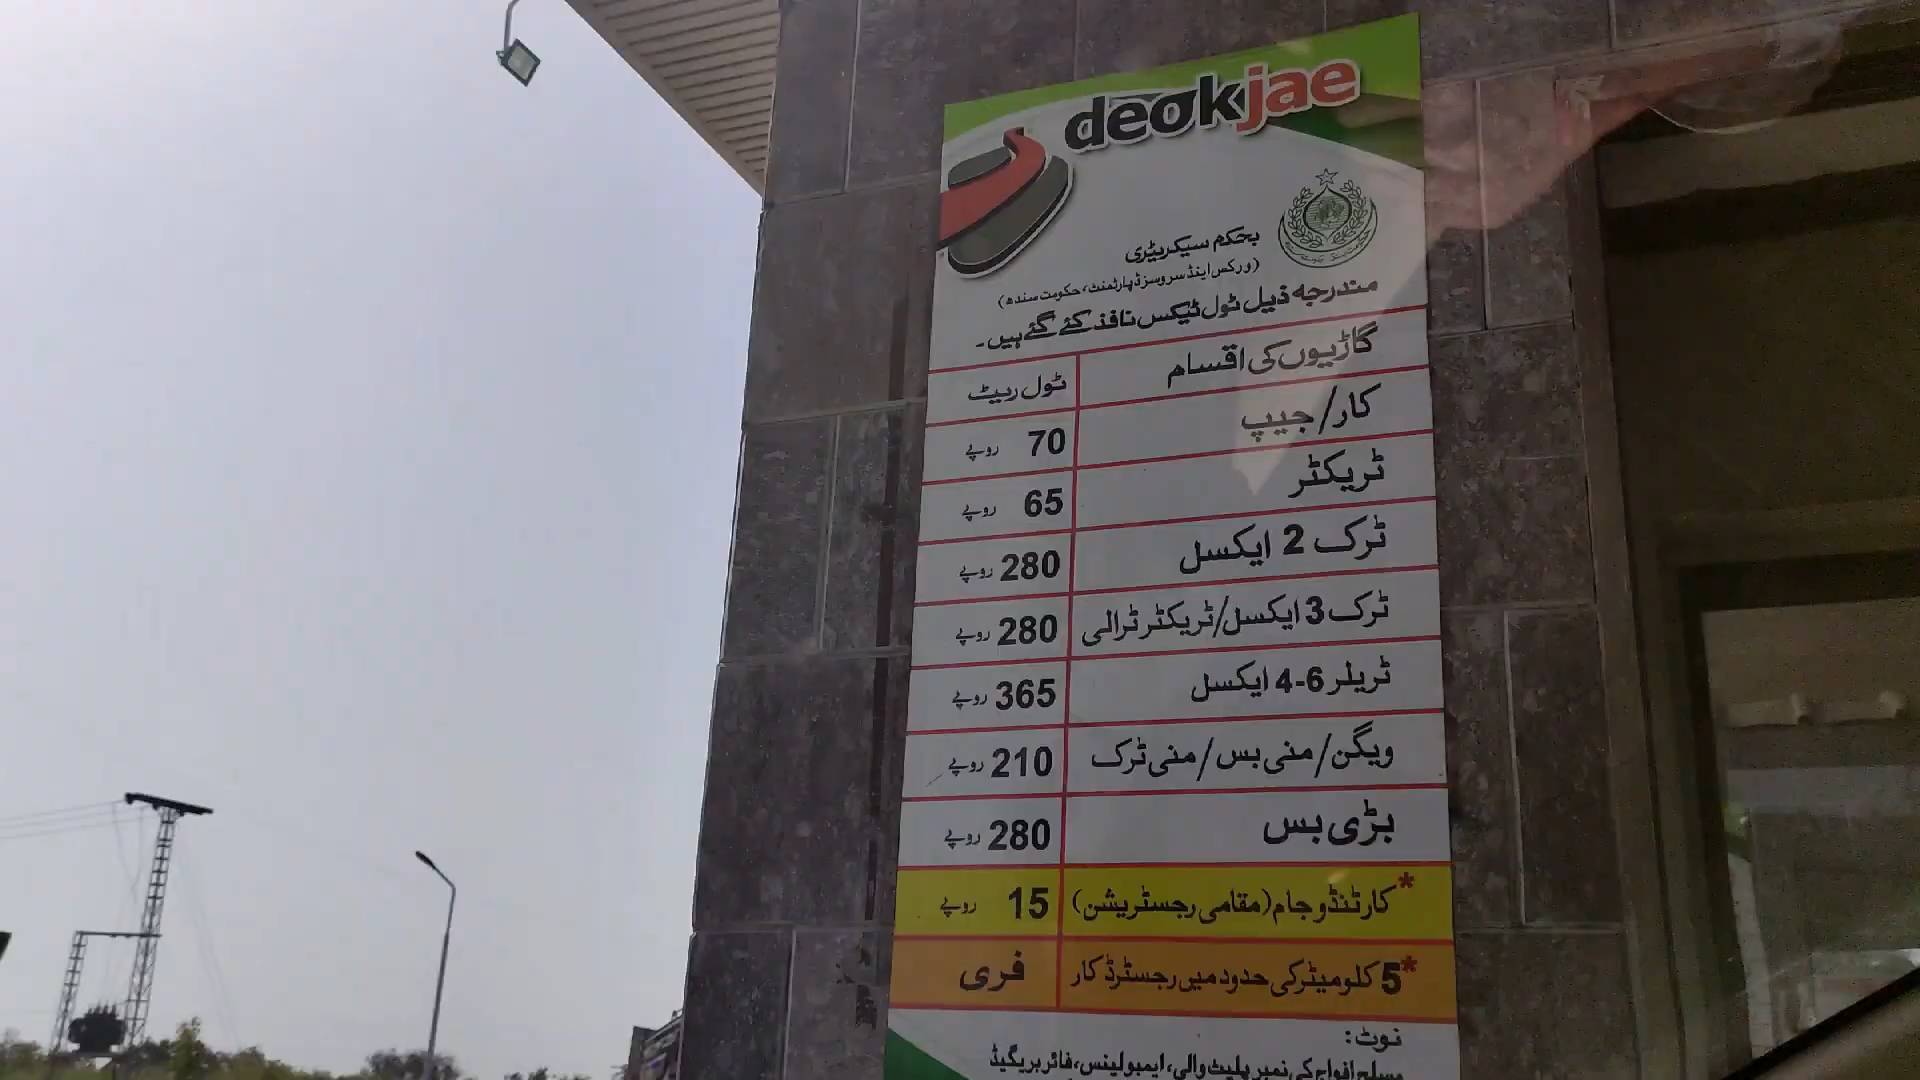 deokjae
بحکم سیکریٹری
(ورکس اینڈ سروسز ڈپارٹمنٹ، حکومت سندھ)
مندرجہ ذیل ٹول ٹیکس نافذ کئے گئے ہیں۔
گاڑیوں کی اقسام ٹول ریٹ
کار/جیپ 70 روپے
ٹریکٹر 65 روپے
ٹرک 2 ایکسل 280 روپے
ٹرک 3 ایکسل/ٹریکٹر ٹرالی 280 روپے
ٹریلر 6-4 ایکسل 365 روپے
ویگن/منی بس/منی ٹرک 210 روپے
بڑی بس 280 روپے
*کار ٹنڈو جام (مقامی رجسٹریشن) 15 روپے
*5 کلومیٹر کی حدود میں رجسٹرڈ کار فری
نوٹ:
مسلح افواج کی نمبر پلیٹ والی، ایمبولینس، فائر بریگیڈ